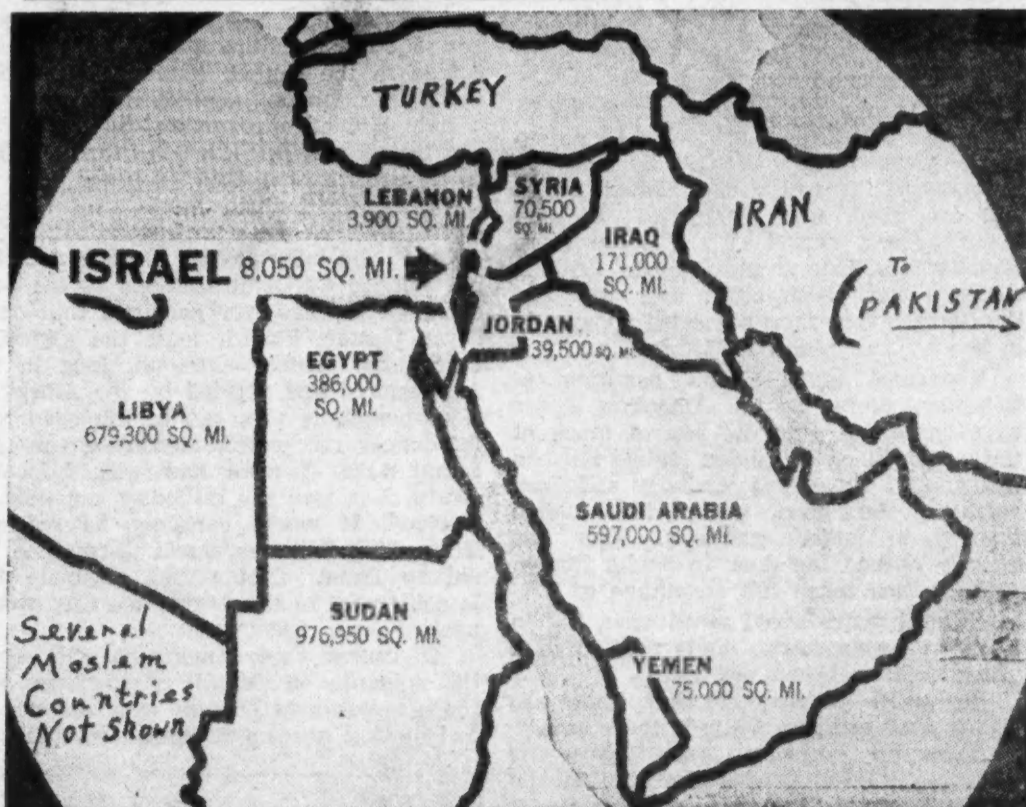 TURKEY
LEBANON
3,900 SQ. MI.
SYRIA
70,500
SQ. MI.
IRAN
IRAQ
171,000
SQ. MI.
ISRAEL 8,050 SQ. MI.
To
PAKISTAN
JORDAN
39,500 SQ. MI.
EGYPT
386,000
SQ. MI.
LIBYA
679,300 SQ. MI.
SAUDI ARABIA
597,000 SQ. MI.
SUDAN
976,950 SQ. MI.
Several
Moslem
Countries
Not Shown
YEMEN
75,000 SQ. MI.